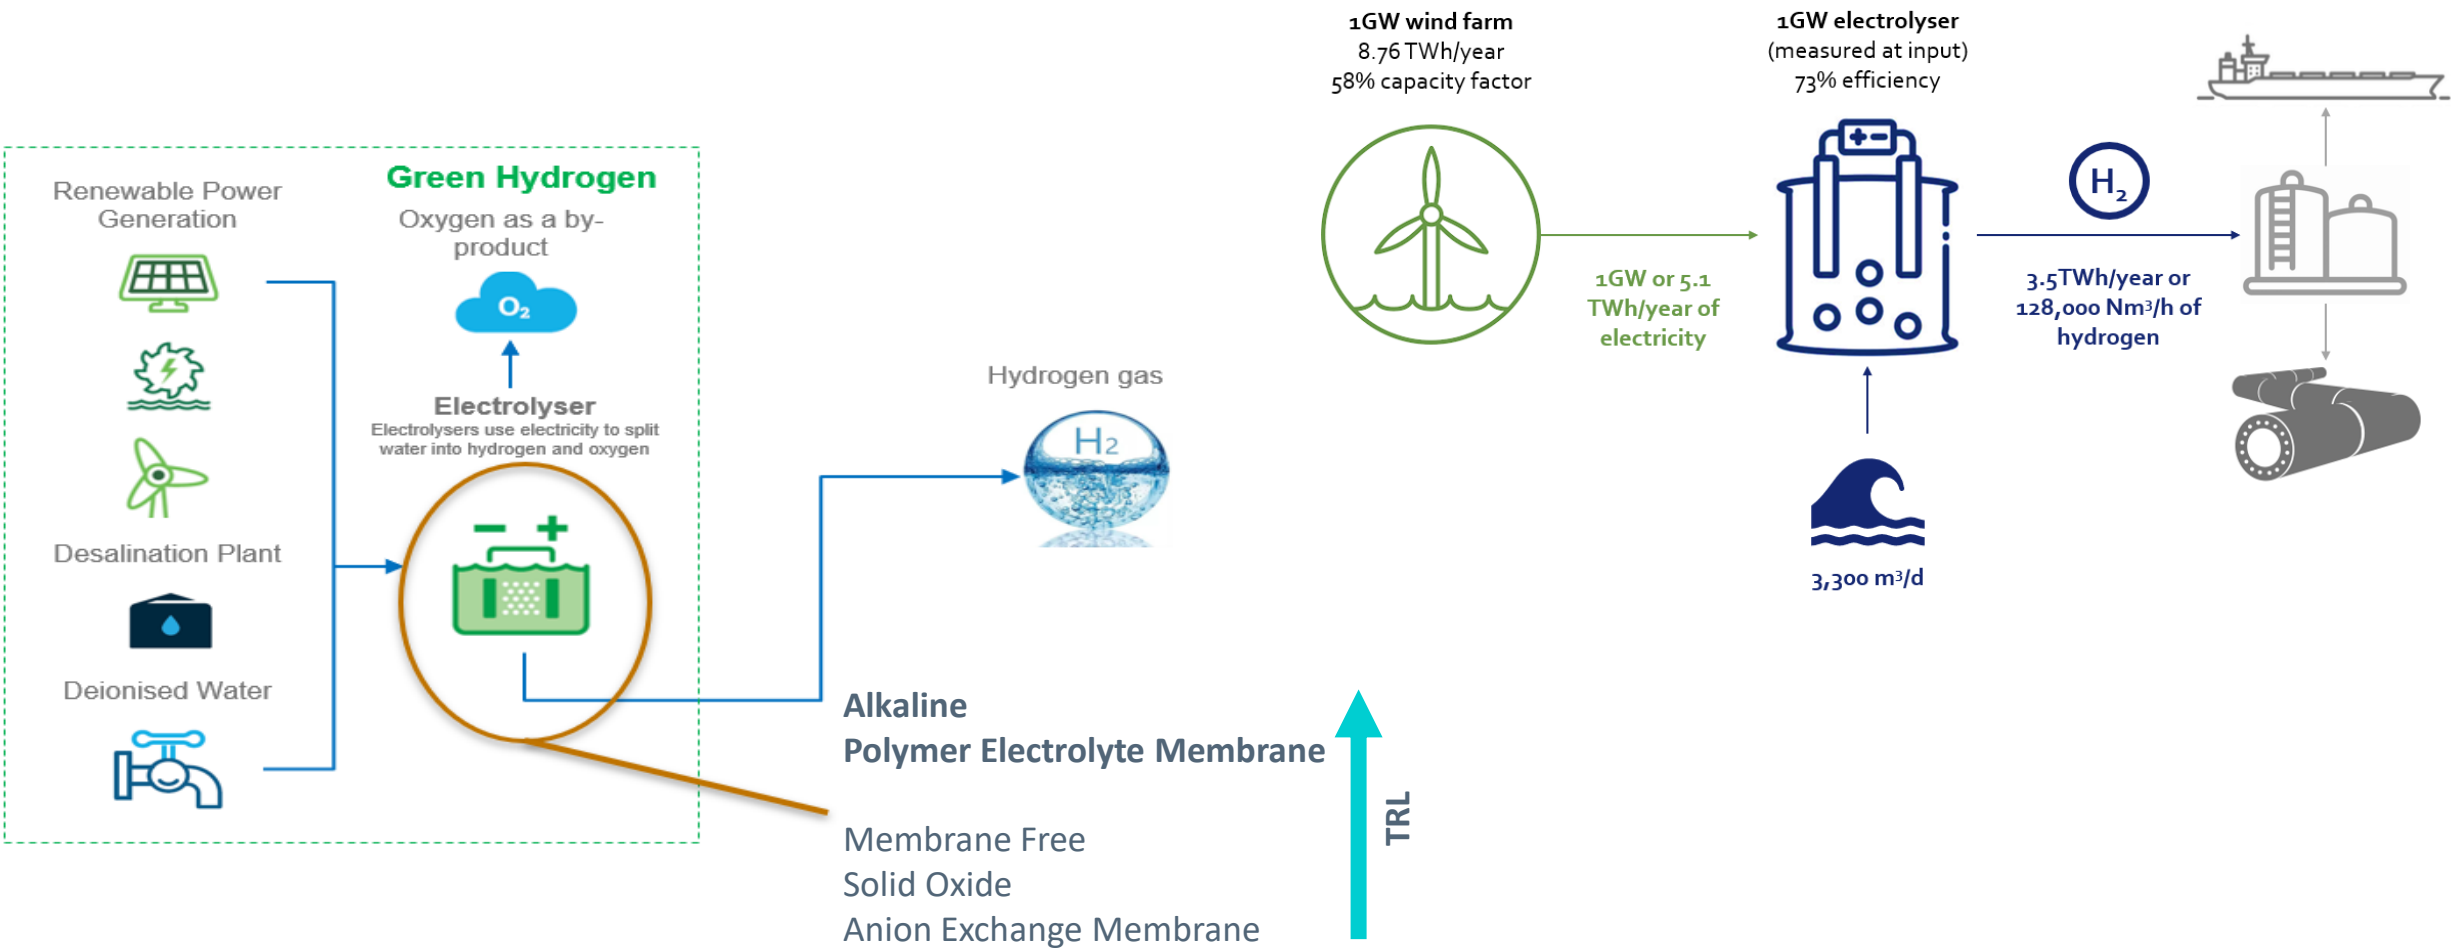 Renewable Power
Generation
Desalination Plant
Deionised Water
Green Hydrogen
Oxygen as a by-
product
O₂
Electrolyser
Electrolysers use electricity to split
water into hydrogen and oxygen
Hydrogen gas
H₂
Alkaline
Polymer Electrolyte Membrane
Membrane Free
Solid Oxide
Anion Exchange Membrane
TRL
1GW wind farm
8.76 TWh/year
58% capacity factor
1GW or 5.1
TWh/year of
electricity
1GW electrolyser
(measured at input)
73% efficiency
3,300 m³/d
H₂
3.5TWh/year or
128,000 Nm³/h of
hydrogen